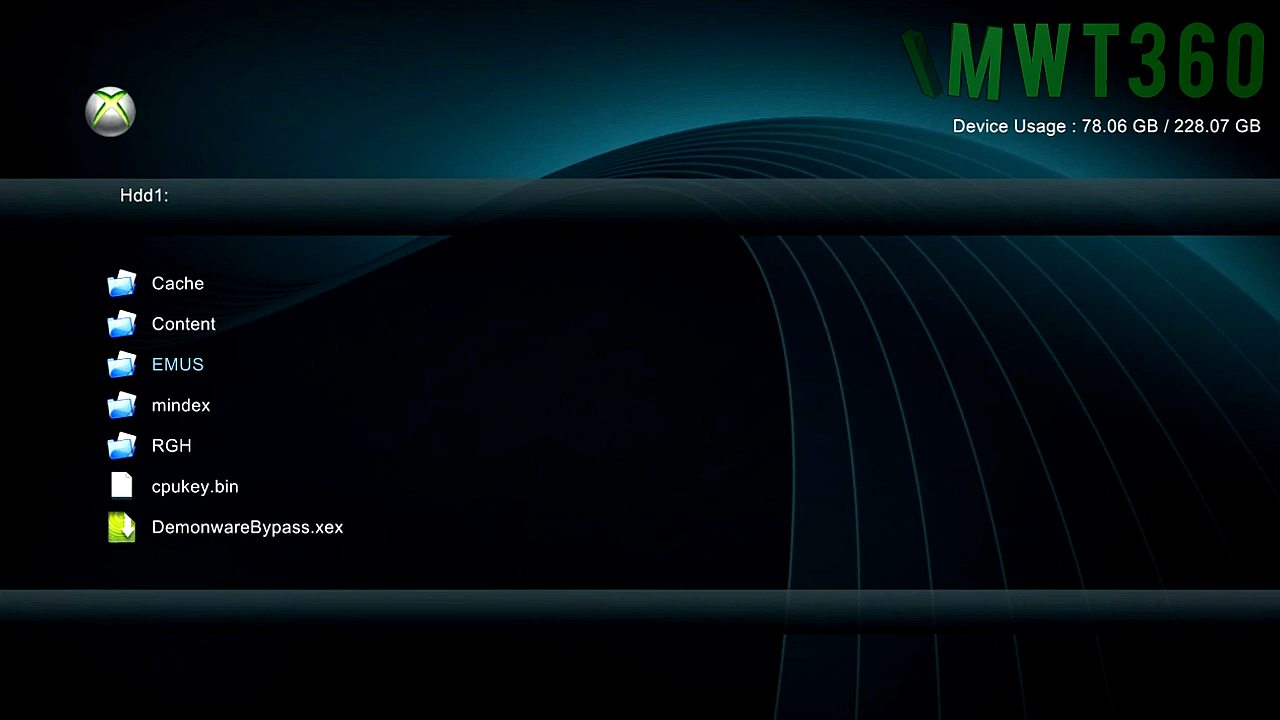 MWT360
Device Usage : 78.06 GB / 228.07 GB
Hdd1:
Cache
Content
EMUS
mindex
RGH
cpukey.bin
DemonwareBypass.xex